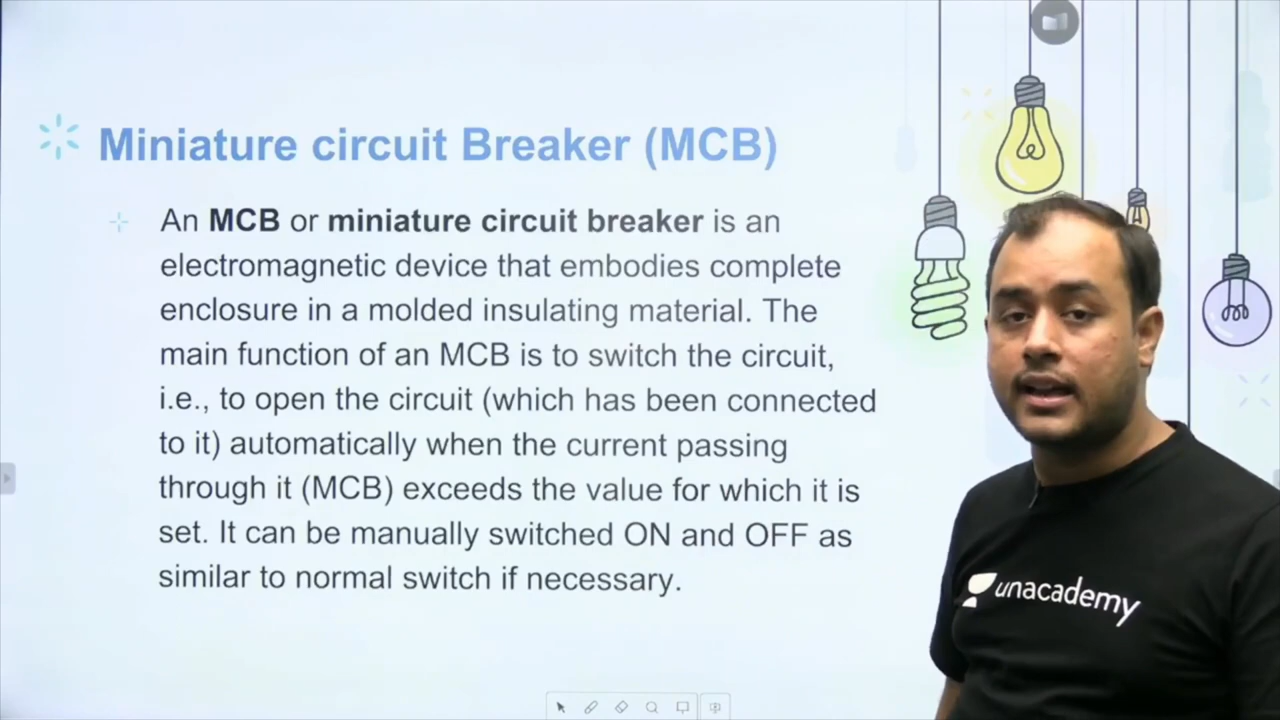 Miniature circuit Breaker (MCB)
An MCB or miniature circuit breaker is an
electromagnetic device that embodies complete
enclosure in a molded insulating material. The
main function of an MCB is to switch the circuit,
i.e., to open the circuit (which has been connected
to it) automatically when the current passing
through it (MCB) exceeds the value for which it is
set. It can be manually switched ON and OFF as
similar to normal switch if necessary.
unacademy